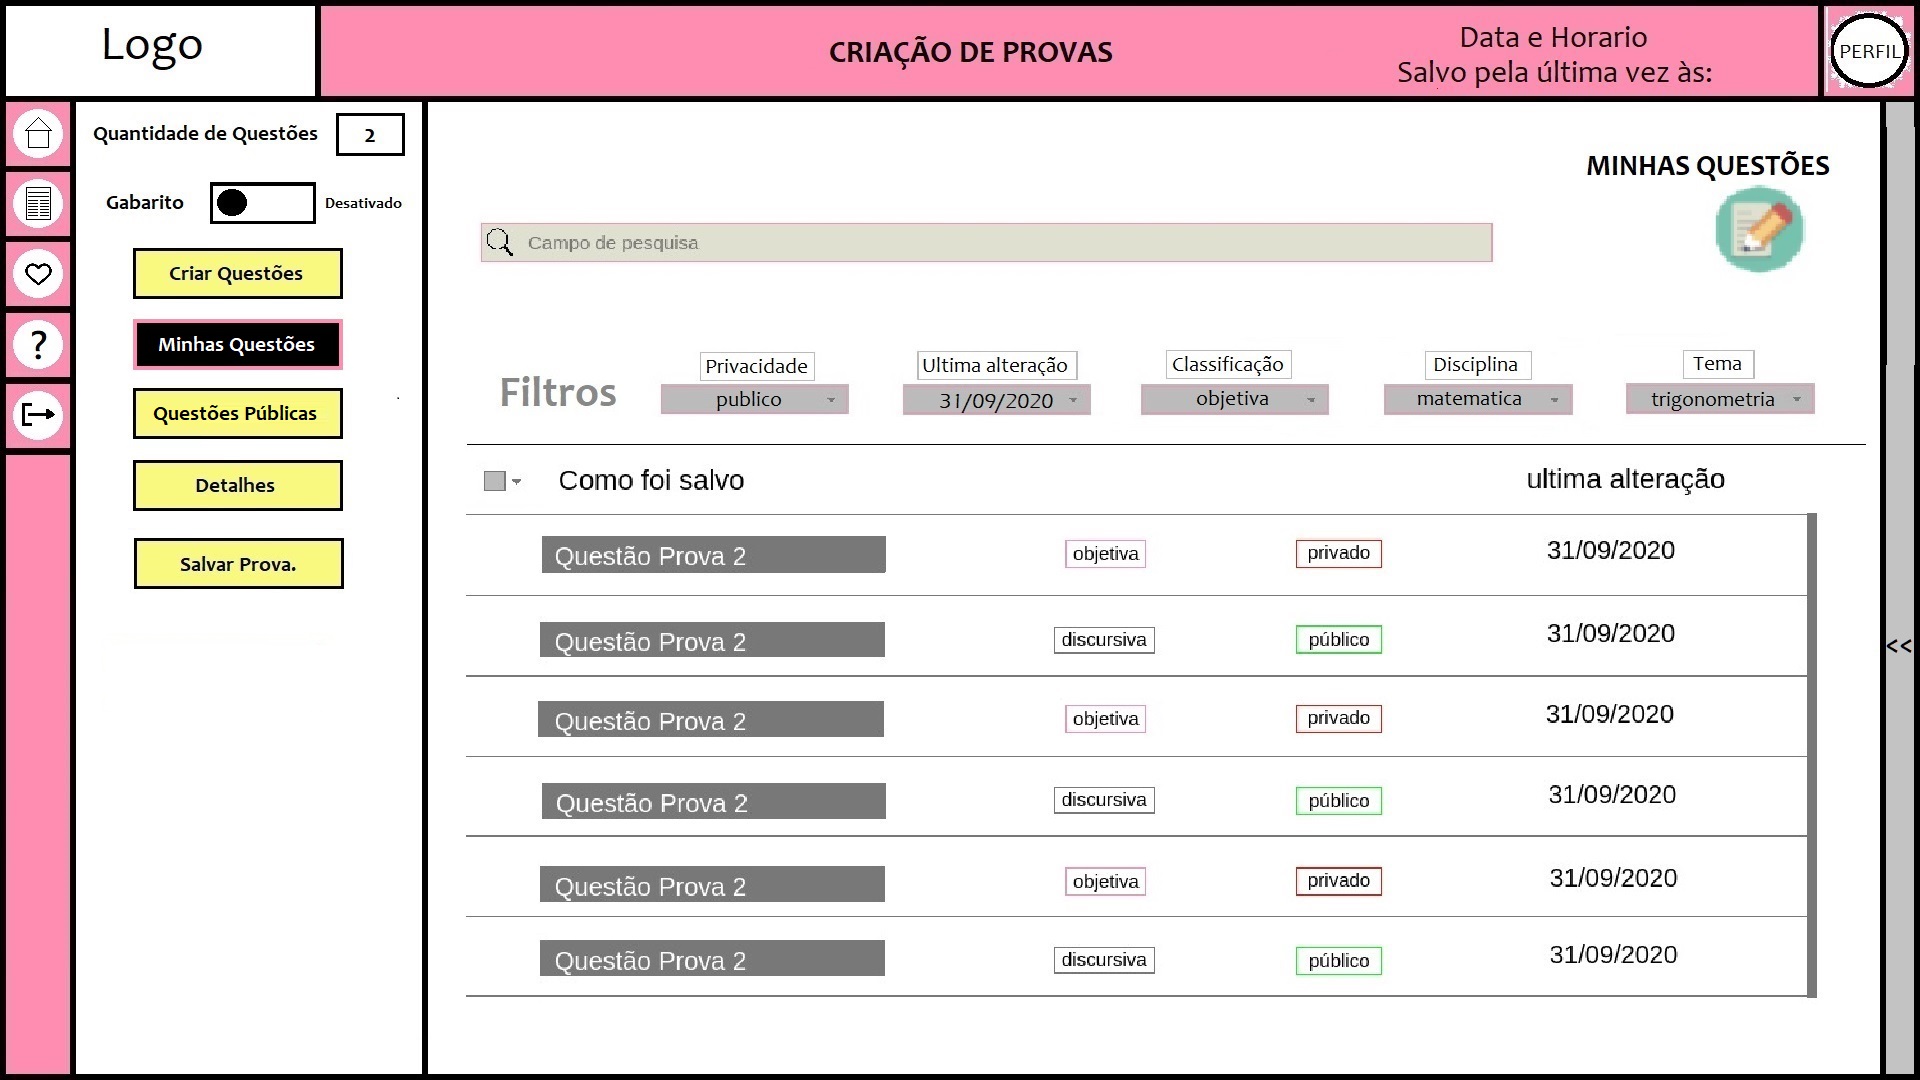 Logo
CRIAÇÃO DE PROVAS
Data e Horario
Salvo pela última vez às:
PERFIL
Quantidade de Questões 2
Gabarito Desativado
Criar Questões
Minhas Questões
Questões Públicas
Detalhes
Salvar Prova.
?
MINHAS QUESTÕES
Campo de pesquisa
Filtros
Privacidade
publico
Ultima alteração
31/09/2020
Classificação
objetiva
Disciplina
matematica
Tema
trigonometria
Como foi salvo ultima alteração
Questão Prova 2 objetiva privado 31/09/2020
Questão Prova 2 discursiva público 31/09/2020
Questão Prova 2 objetiva privado 31/09/2020
Questão Prova 2 discursiva público 31/09/2020
Questão Prova 2 objetiva privado 31/09/2020
Questão Prova 2 discursiva público 31/09/2020
<<